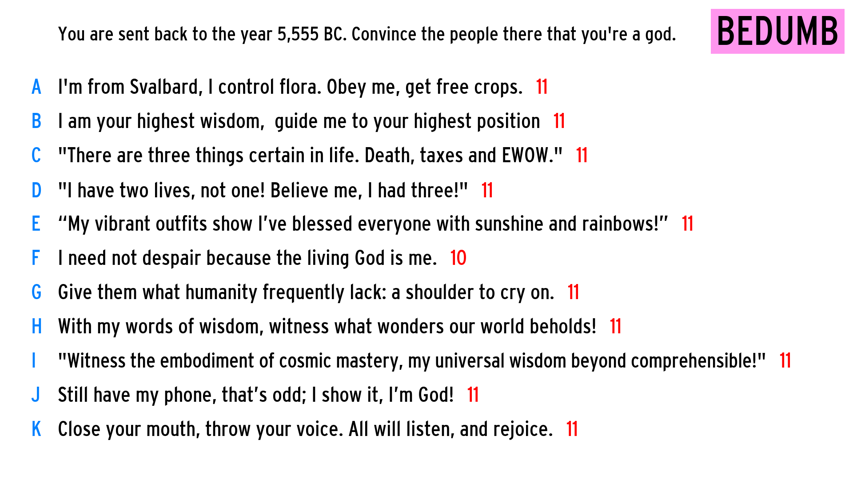 You are sent back to the year 5,555 BC. Convince the people there that you're a god.
BEDUMB
A I'm from Svalbard, I control flora. Obey me, get free crops. 11
B I am your highest wisdom,  guide me to your highest position 11
C "There are three things certain in life. Death, taxes and EWOW." 11
D "I have two lives, not one! Believe me, I had three!" 11
E “My vibrant outfits show I’ve blessed everyone with sunshine and rainbows!” 11
F I need not despair because the living God is me. 10
G Give them what humanity frequently lack: a shoulder to cry on. 11
H With my words of wisdom, witness what wonders our world beholds! 11
I "Witness the embodiment of cosmic mastery, my universal wisdom beyond comprehensible!" 11
J Still have my phone, that’s odd; I show it, I’m God! 11
K Close your mouth, throw your voice. All will listen, and rejoice. 11